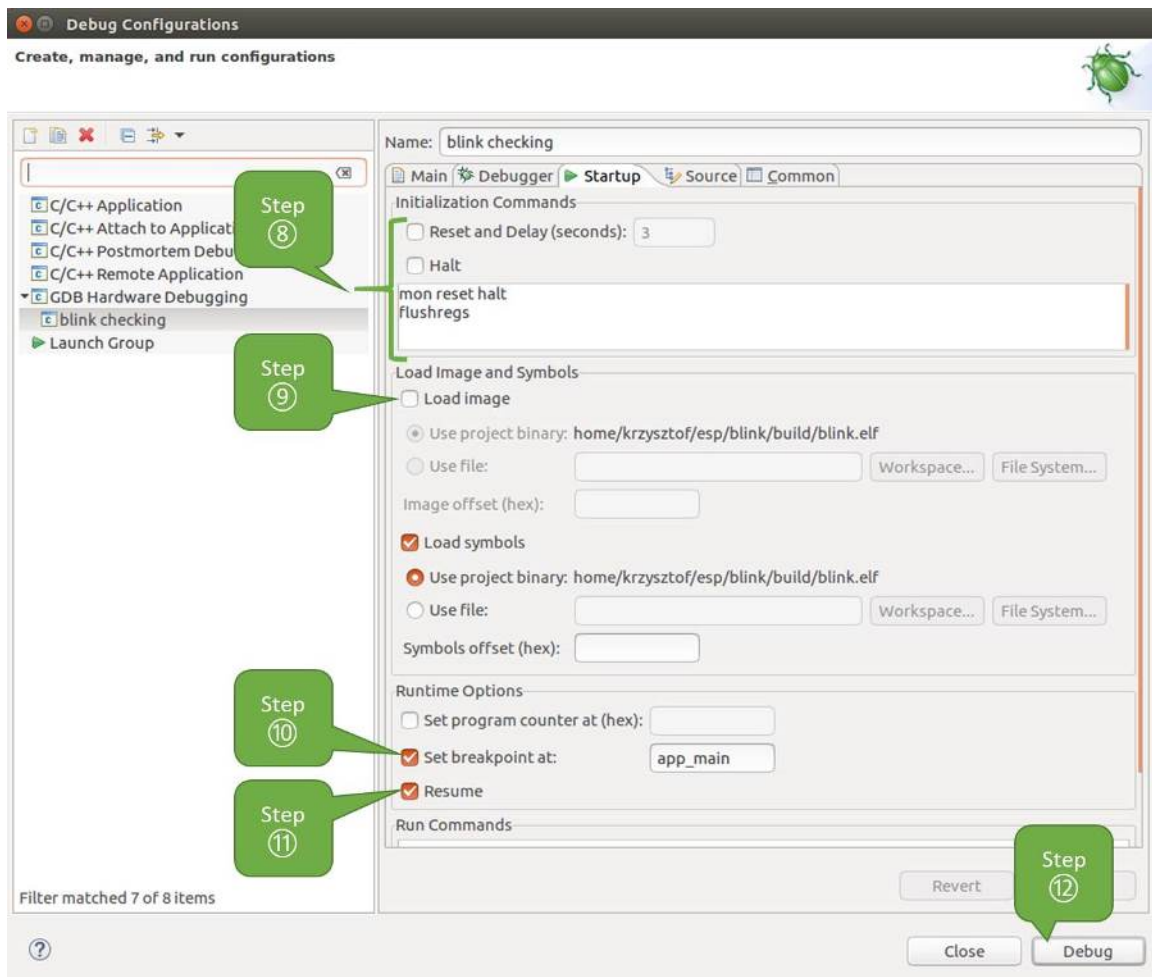 Debug Configurations
Create, manage, and run configurations
C/C++ Application
C/C++ Attach to Applicati
C/C++ Postmortem Debu
C/C++ Remote Application
GDB Hardware Debugging
blink checking
Launch Group
Filter matched 7 of 8 items
Name: blink checking
Main Debugger Startup Source Common
Initialization Commands
Reset and Delay (seconds): 3
Halt
mon reset halt
flushregs
Load Image and Symbols
Load image
Use project binary: home/krzysztof/esp/blink/build/blink.elf
Use file: Workspace... File System...
Image offset (hex):
Load symbols
Use project binary: home/krzysztof/esp/blink/build/blink.elf
Use file: Workspace... File System...
Symbols offset (hex):
Runtime Options
Set program counter at (hex):
Set breakpoint at: app_main
Resume
Run Commands
Revert
Close Debug
Step
⑧
Step
⑨
Step
⑩
Step
⑪
Step
⑫